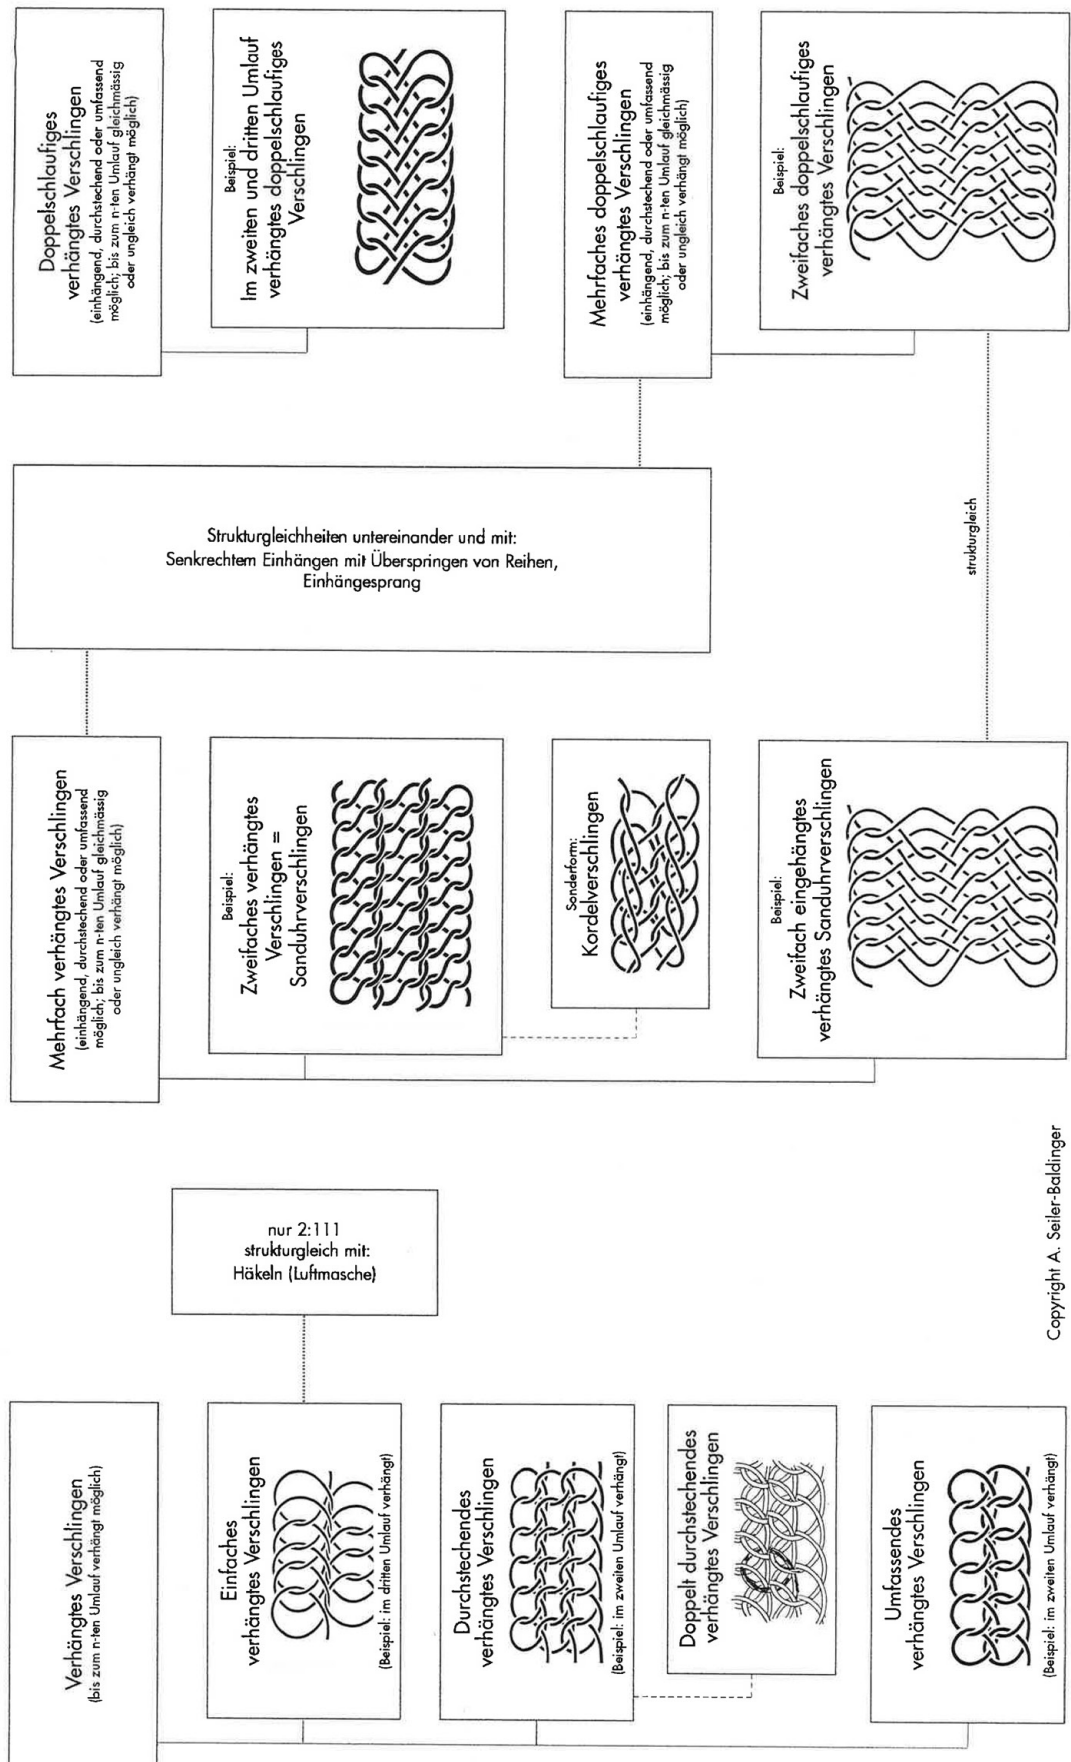 Verhängtes Verschlingen
(bis zum n-ten Umlauf verhängt möglich)
Einfaches
verhängtes Verschlingen
(Beispiel: im dritten Umlauf verhängt)
nur 2:111
strukturgleich mit:
Häkeln (Luftmasche)
Durchstechendes
verhängtes Verschlingen
(Beispiel: im zweiten Umlauf verhängt)
Doppelt durchstechendes
verhängtes Verschlingen
Umfassendes
verhängtes Verschlingen
(Beispiel: im zweiten Umlauf verhängt)
Mehrfach verhängtes Verschlingen
(einhängend, durchstechend oder umfassend
möglich; bis zum n-ten Umlauf gleichmässig
oder ungleich verhängt möglich)
Beispiel:
Zweifaches verhängtes
Verschlingen =
Sanduhrverschlingen
Sonderform:
Kordelverschlingen
Beispiel:
Zweifach eingehängtes
verhängtes Sanduhrverschlingen
Strukturgleichheiten untereinander und mit:
Senkrechtem Einhängen mit Überspringen von Reihen,
Einhängesprang
strukturgleich
Doppelschlaufiges
verhängtes Verschlingen
(einhängend, durchstechend oder umfassend
möglich; bis zum n-ten Umlauf gleichmässig
oder ungleich verhängt möglich)
Beispiel:
Im zweiten und dritten Umlauf
verhängtes doppelschlaufiges
Verschlingen
Mehrfaches doppelschlaufiges
verhängtes Verschlingen
(einhängend, durchstechend oder umfassend
möglich; bis zum n-ten Umlauf gleichmässig
oder ungleich verhängt möglich)
Beispiel:
Zweifaches doppelschlaufiges
verhängtes Verschlingen
Copyright A. Seiler-Baldinger